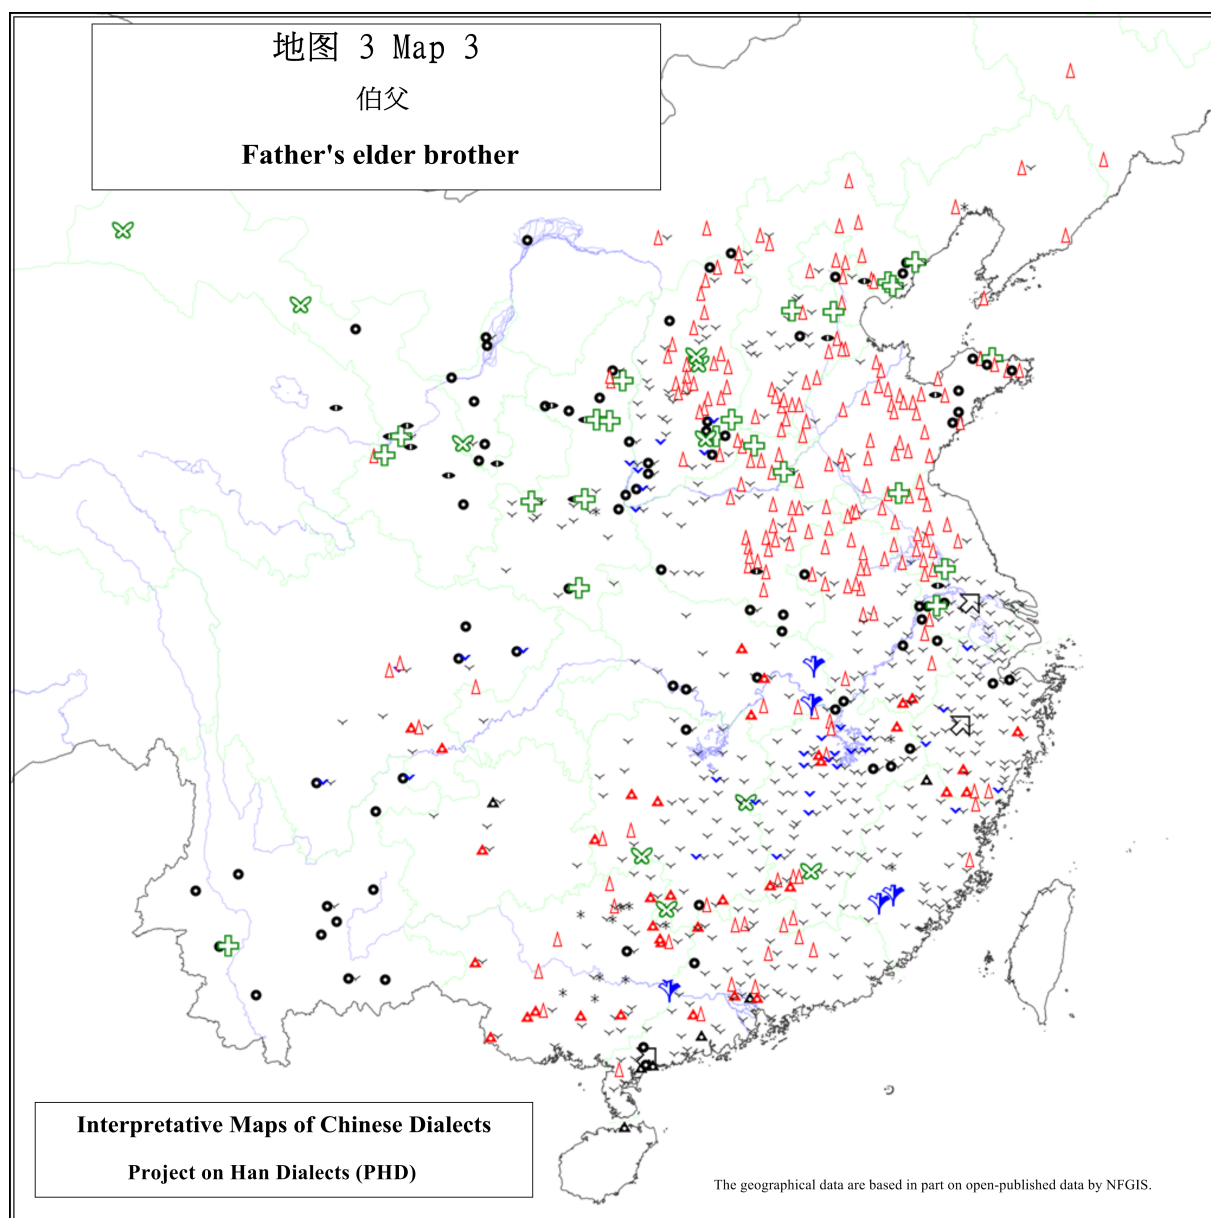 地图 3 Map 3
伯父
Father's elder brother
Interpretative Maps of Chinese Dialects
Project on Han Dialects (PHD)
The geographical data are based in part on open-published data by NFGIS.